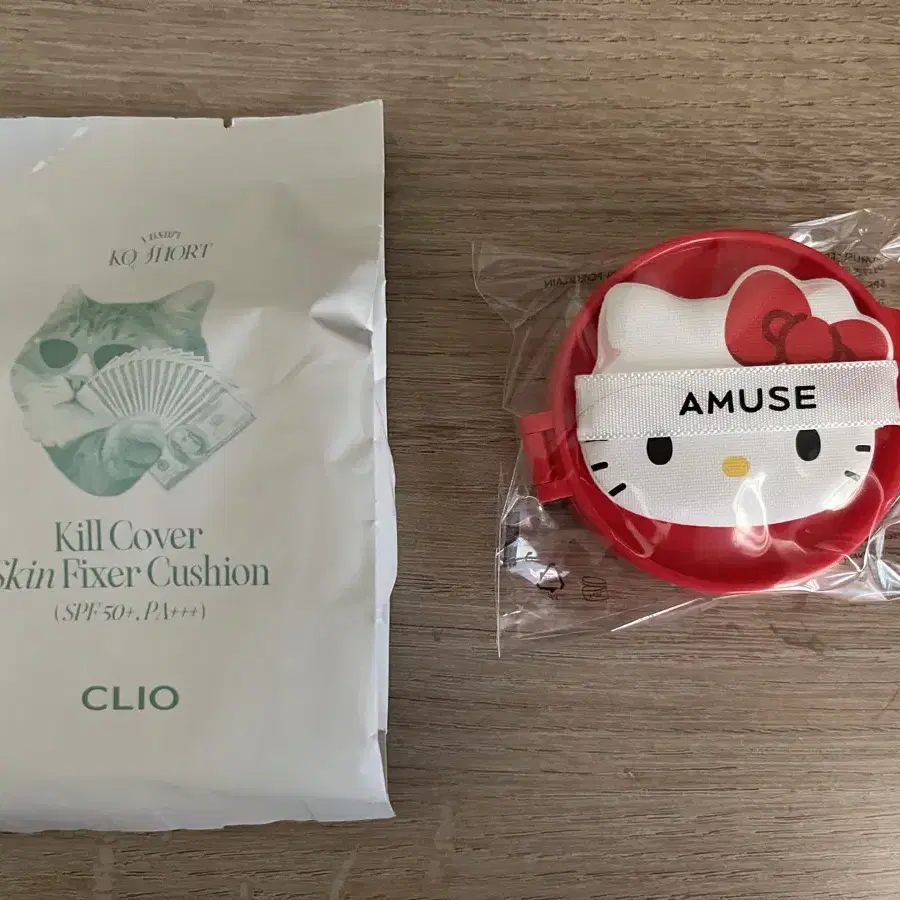 KQ SHORT
Kill Cover
Skin Fixer Cushion
(SPF 50+, PA+++)
CLIO
AMUSE